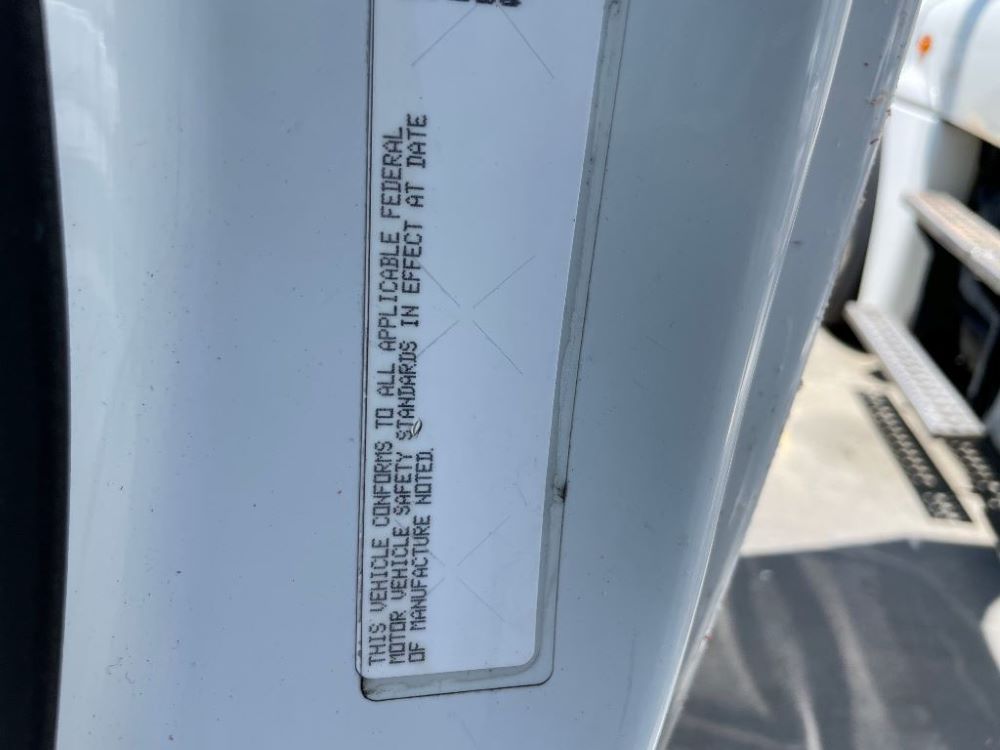 THIS VEHICLE CONFORMS TO ALL APPLICABLE FEDERAL
MOTOR VEHICLE SAFETY STANDARDS IN EFFECT AT DATE
OF MANUFACTURE NOTED.